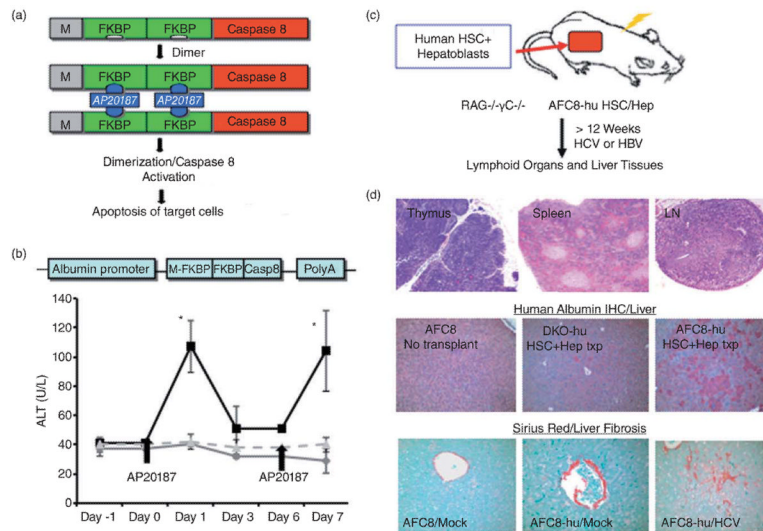 (a)
M FKBP FKBP Caspase 8
Dimer
M FKBP FKBP Caspase 8
AP20187 AP20187
M FKBP FKBP Caspase 8
Dimerization/Caspase 8
Activation
Apoptosis of target cells
(b)
Albumin promoter M-FKBP FKBP Casp8 PolyA
ALT (U/L)
140
120
100
80
60
40
20
0
* *
AP20187 AP20187
Day -1 Day 0 Day 1 Day 3 Day 6 Day 7
(c)
Human HSC+
Hepatoblasts
RAG-/-γC-/- AFC8-hu HSC/Hep
> 12 Weeks
HCV or HBV
Lymphoid Organs and Liver Tissues
(d)
Thymus Spleen LN
Human Albumin IHC/Liver
AFC8
No transplant
DKO-hu
HSC+Hep txp
AFC8-hu
HSC+Hep txp
Sirius Red/Liver Fibrosis
AFC8/Mock AFC8-hu/Mock AFC8-hu/HCV